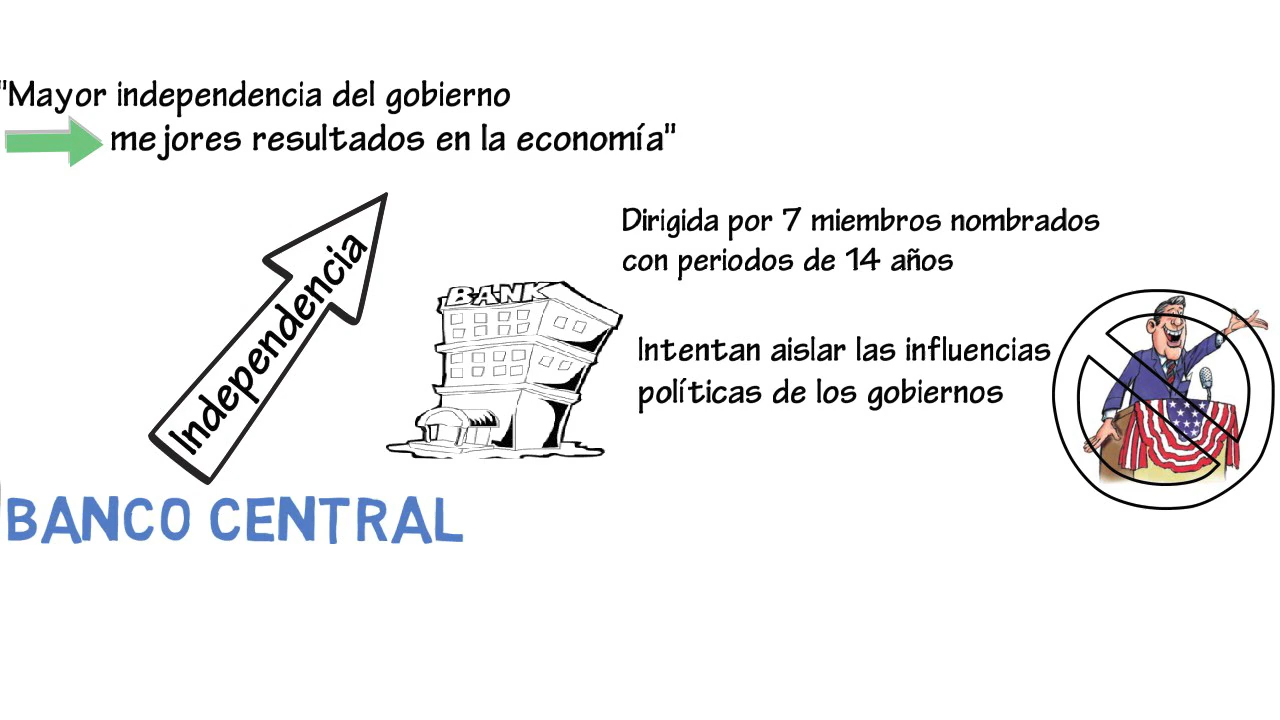 "Mayor independencia del gobierno
mejores resultados en la economía"
Dirigida por 7 miembros nombrados
con periodos de 14 años
Independencia
BANK
Intentan aislar las influencias
políticas de los gobiernos
BANCO CENTRAL